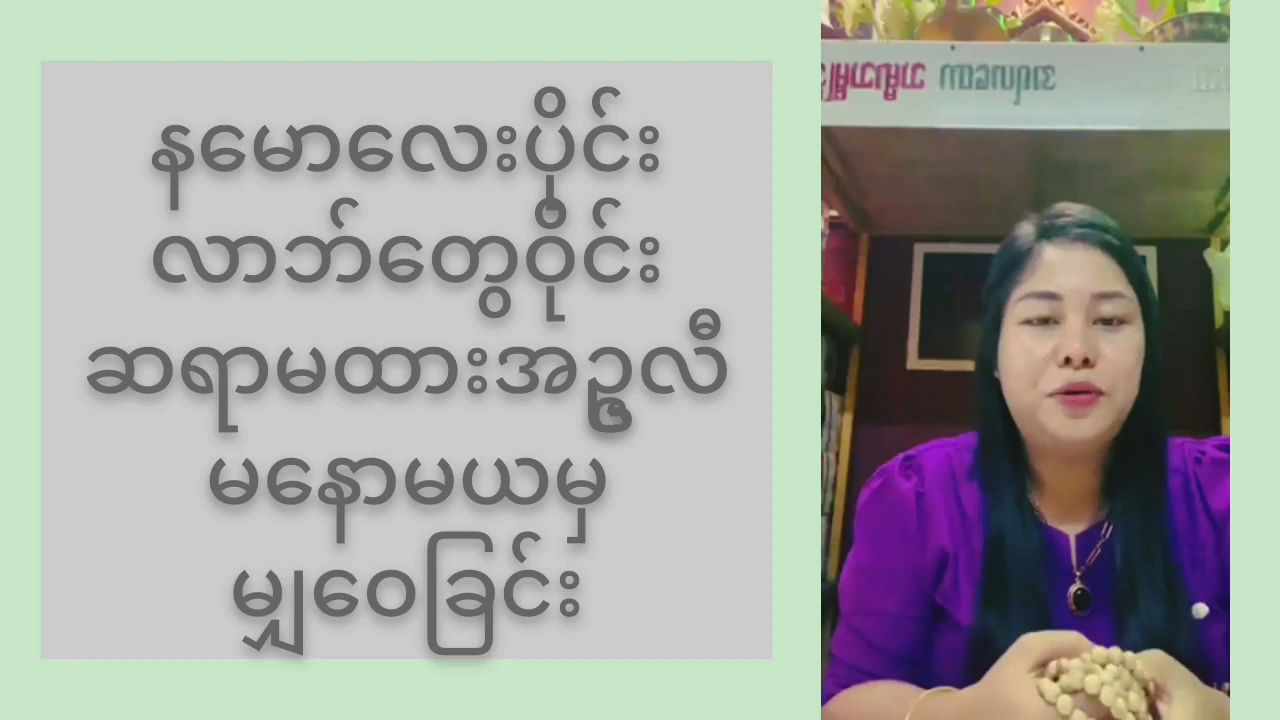 နမောလေးပိုင်း
လာဘ်တွေဝိုင်း
ဆရာမထားအဥ္ဇလီ
မနောမယမှ
မျှဝေခြင်း